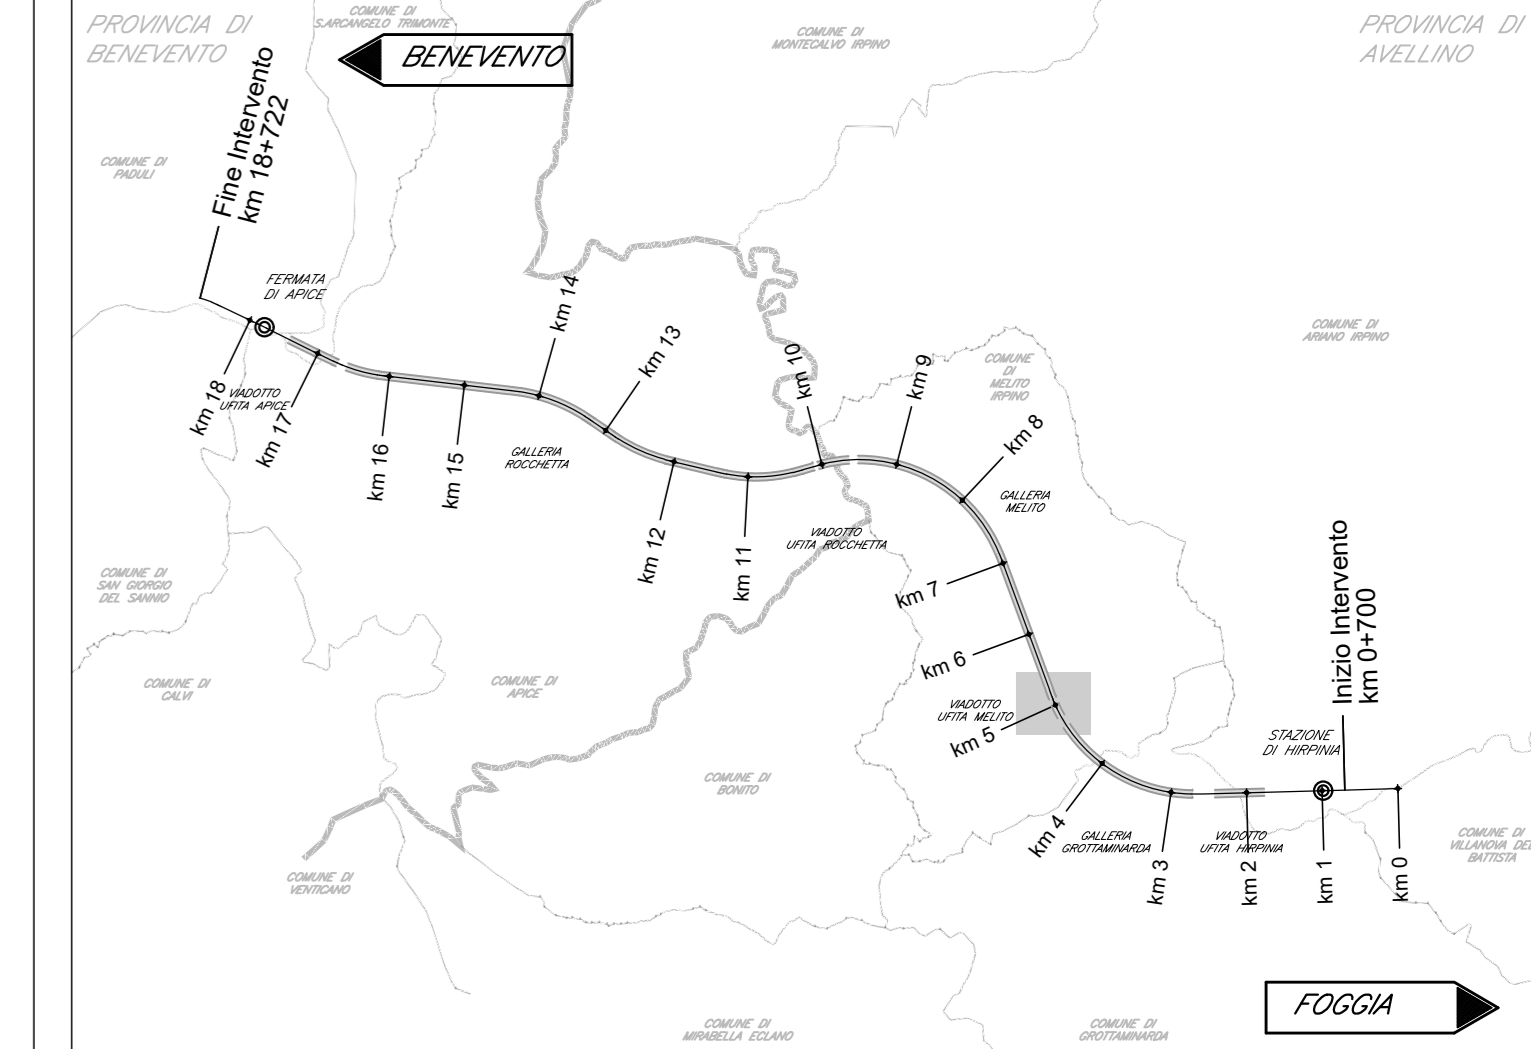 PROVINCIA DI
BENEVENTO
COMUNE DI
S.ARCANGELO TRIMONTE
BENEVENTO
COMUNE DI
MONTECALVO IRPINO
PROVINCIA DI
AVELLINO
Fine Intervento
km 18+722
COMUNE DI
PADULI
FERMATA
DI APICE
km 14
km 13
km 10
km 9
COMUNE DI
ARIANO IRPINO
COMUNE
DI
MELITO
IRPINO
km 18
VIADOTTO
UFITA APICE
km 17
km 16
km 15
GALLERIA
ROCCHETTA
km 8
GALLERIA
MELITO
km 12
km 11
VIADOTTO
UFITA ROCCHETTA
km 7
COMUNE DI
SAN GIORGIO
DEL SANNIO
Inizio Intervento
km 0+700
km 6
COMUNE DI
CALVI
COMUNE DI
APICE
VIADOTTO
UFITA MELITO
km 5
STAZIONE
DI HIRPINIA
COMUNE DI
BONITO
km 4
GALLERIA
GROTTAMINARDA
km 3
VIADOTTO
UFITA HIRPINIA
km 2
km 1
km 0
COMUNE DI
VILLANOVA DEL
BATTISTA
COMUNE DI
VENTICANO
FOGGIA
COMUNE DI
MIRABELLA ECLANO
COMUNE DI
GROTTAMINARDA